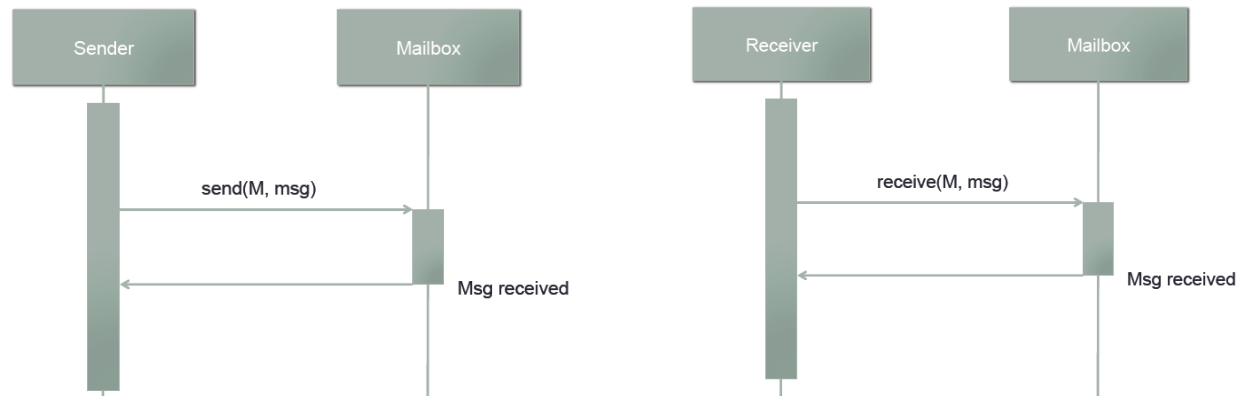 Sender
Mailbox
send(M, msg)
Msg received
Receiver
Mailbox
receive(M, msg)
Msg received